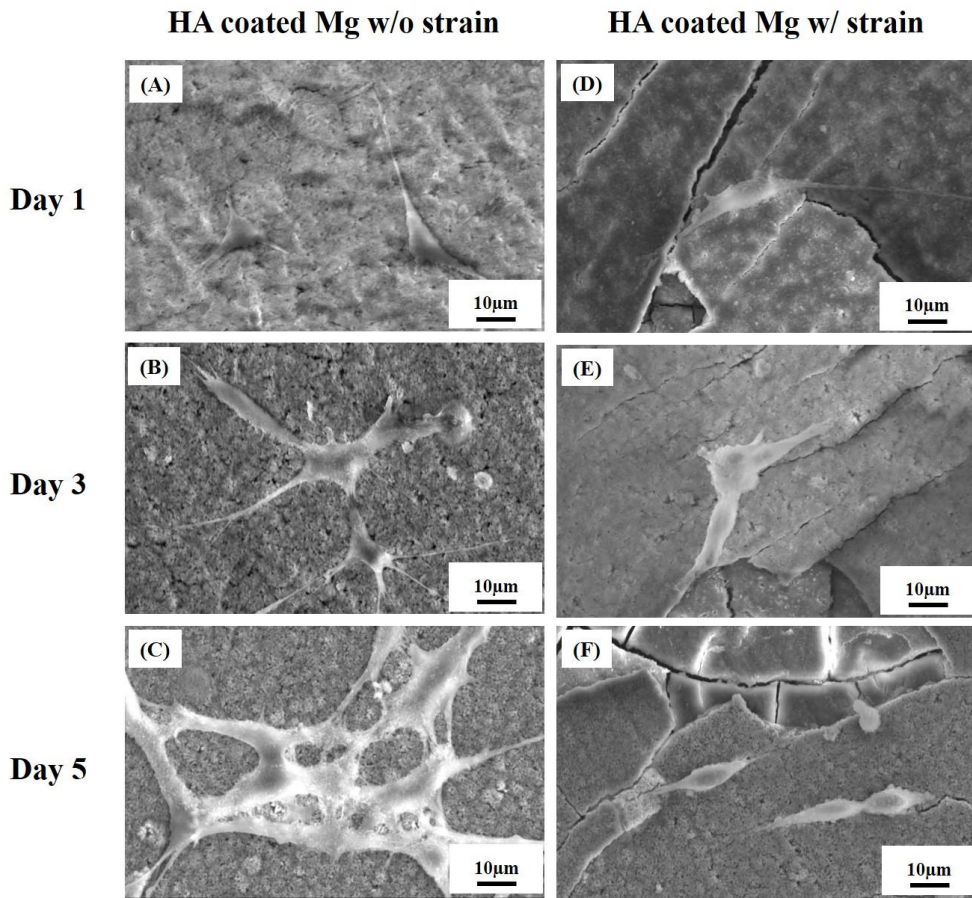 HA coated Mg w/o strain HA coated Mg w/ strain
(A) (D)
Day 1
10μm 10μm
(B) (E)
Day 3
10μm 10μm
(C) (F)
Day 5
10μm 10μm